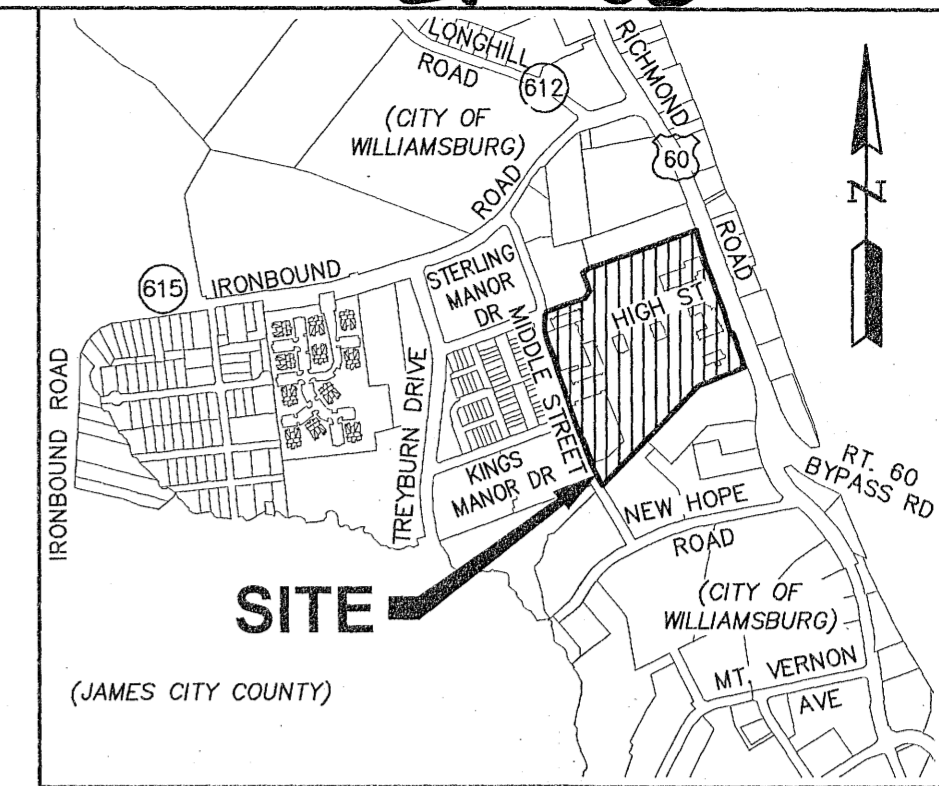 LONGHILL
ROAD
612
RICHMOND
60
ROAD
(CITY OF
WILLIAMSBURG)
ROAD
IRONBOUND
615
STERLING
MANOR
DR
MIDDLE STREET
HIGH ST
IRONBOUND ROAD
TREYBURN DRIVE
KINGS
MANOR DR
N
RT. 60
BYPASS RD
NEW HOPE
ROAD
SITE
(CITY OF
WILLIAMSBURG)
MT. VERNON
AVE
(JAMES CITY COUNTY)